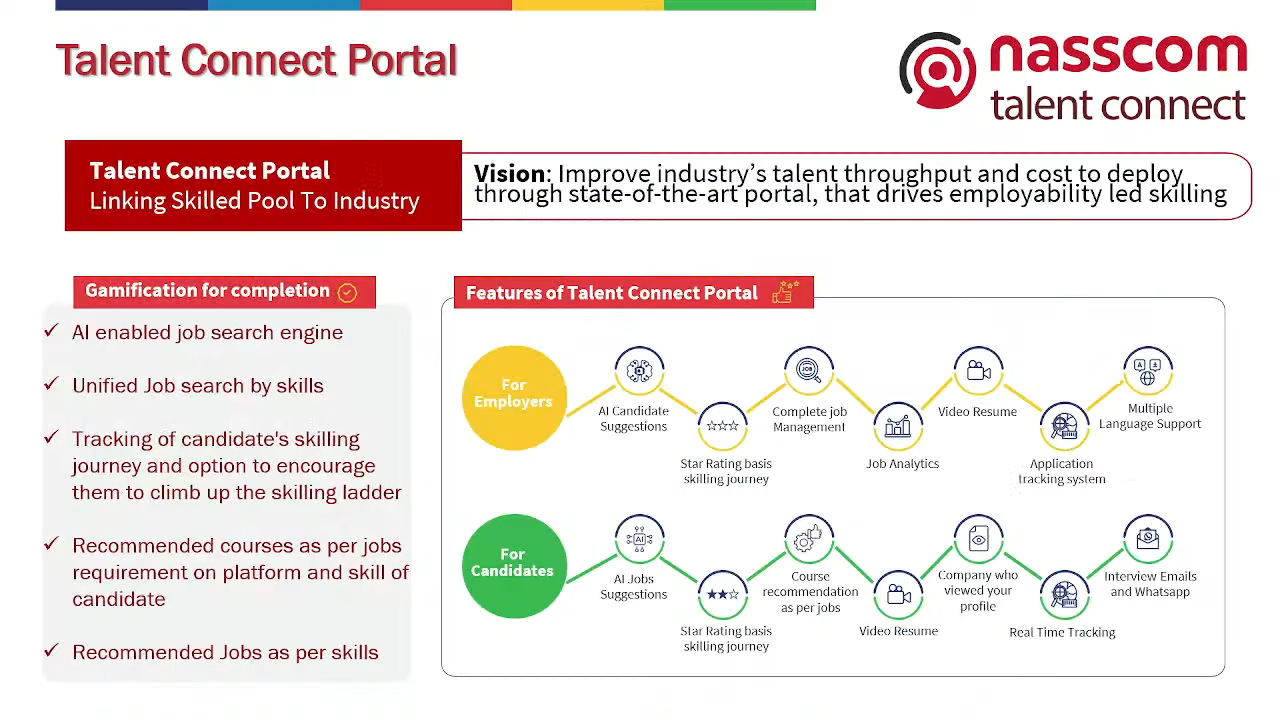 Talent Connect Portal
nasscom
talent connect
Talent Connect Portal
Linking Skilled Pool To Industry
Vision: Improve industry's talent throughput and cost to deploy
through state-of-the-art portal, that drives employability led skilling
Gamification for completion
✓ AI enabled job search engine
✓ Unified Job search by skills
✓ Tracking of candidate's skilling
journey and option to encourage
them to climb up the skilling ladder
✓ Recommended courses as per jobs
requirement on platform and skill of
candidate
✓ Recommended Jobs as per skills
Features of Talent Connect Portal
For
Employers
AI Candidate
Suggestions
Star Rating basis
skilling journey
JOB
Complete job
Management
Job Analytics
Video Resume
Application
tracking system
A
Multiple
Language Support
For
Candidates
AI
AI Jobs
Suggestions
Star Rating basis
skilling journey
Course
recommendation
as per jobs
Video Resume
Company who
viewed your
profile
Real Time Tracking
Interview Emails
and Whatsapp